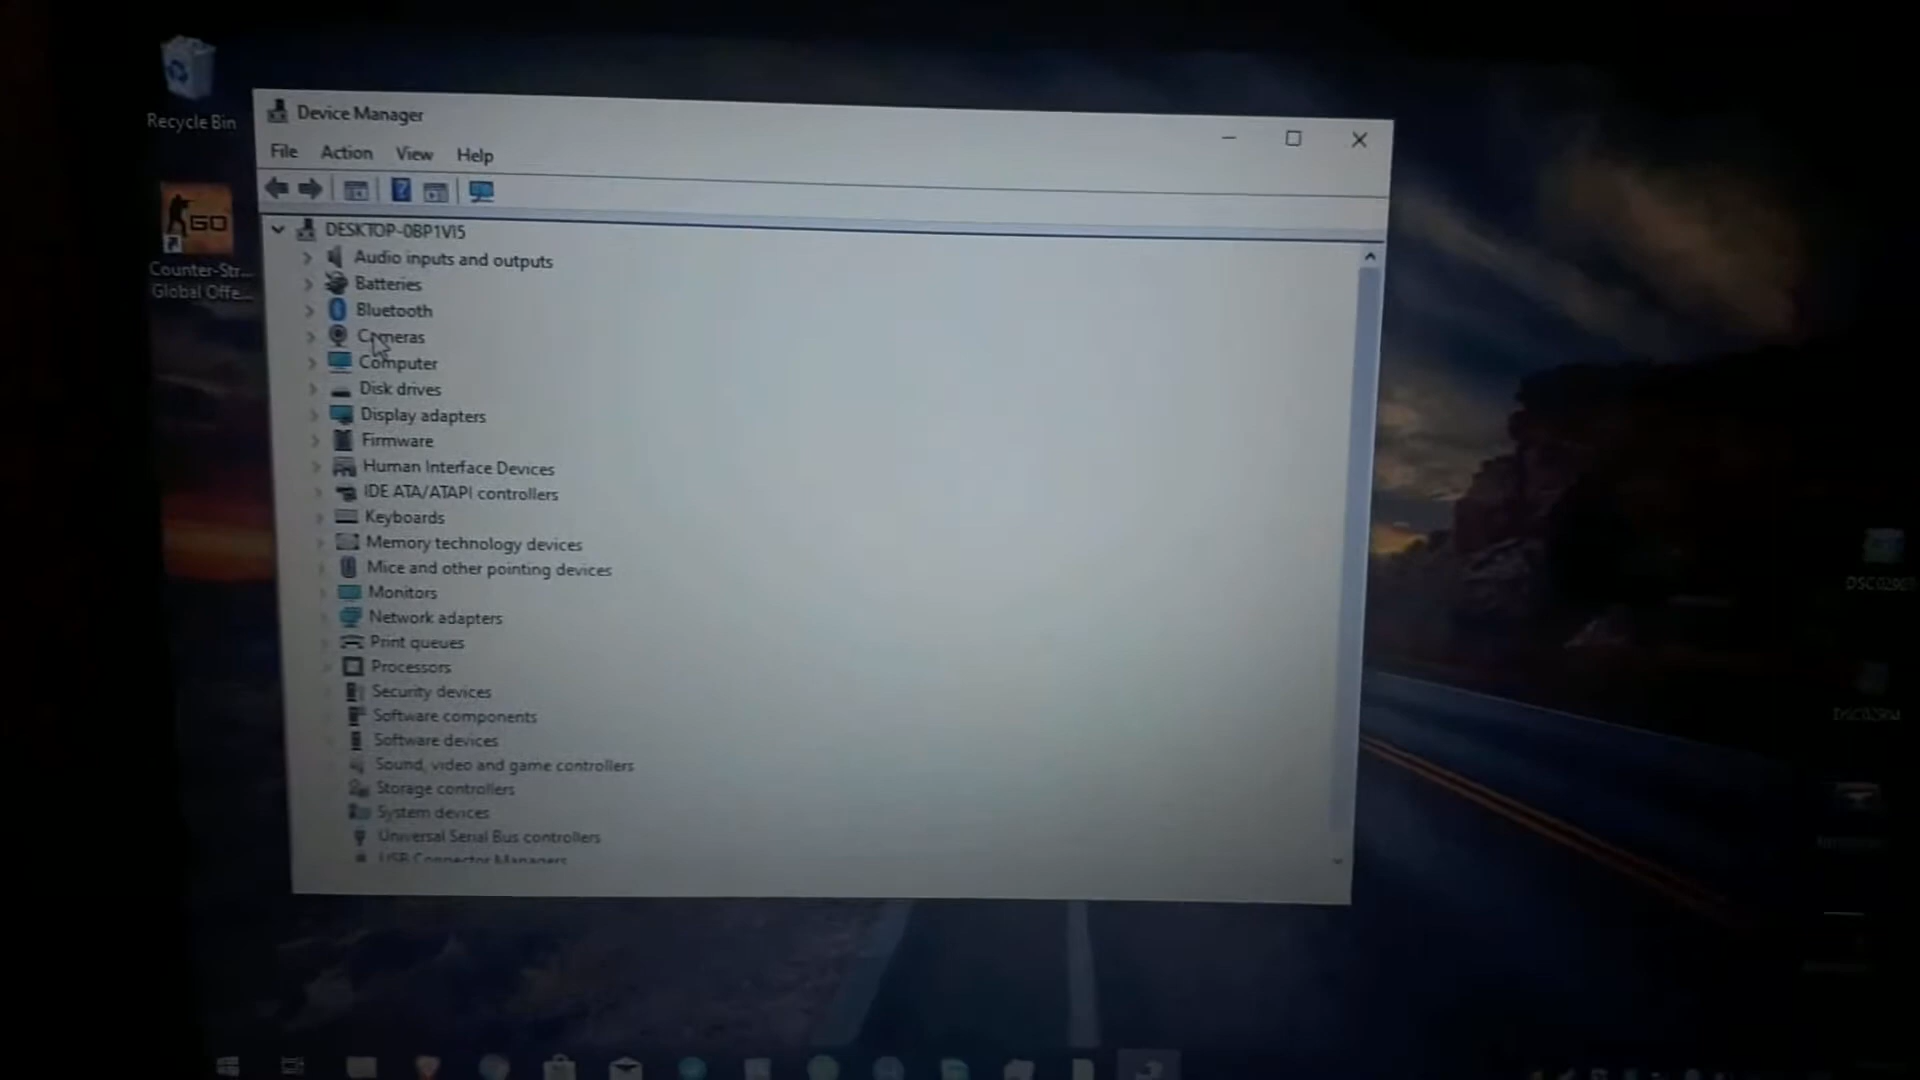 Recycle Bin
GO
Counter-Str...
Global Offe...
Device Manager
File Action View Help
DESKTOP-0BP1VI5
Audio inputs and outputs
Batteries
Bluetooth
Cameras
Computer
Disk drives
Display adapters
Firmware
Human Interface Devices
IDE ATA/ATAPI controllers
Keyboards
Memory technology devices
Mice and other pointing devices
Monitors
Network adapters
Print queues
Processors
Security devices
Software components
Software devices
Sound, video and game controllers
Storage controllers
System devices
Universal Serial Bus controllers
USB Connector Managers